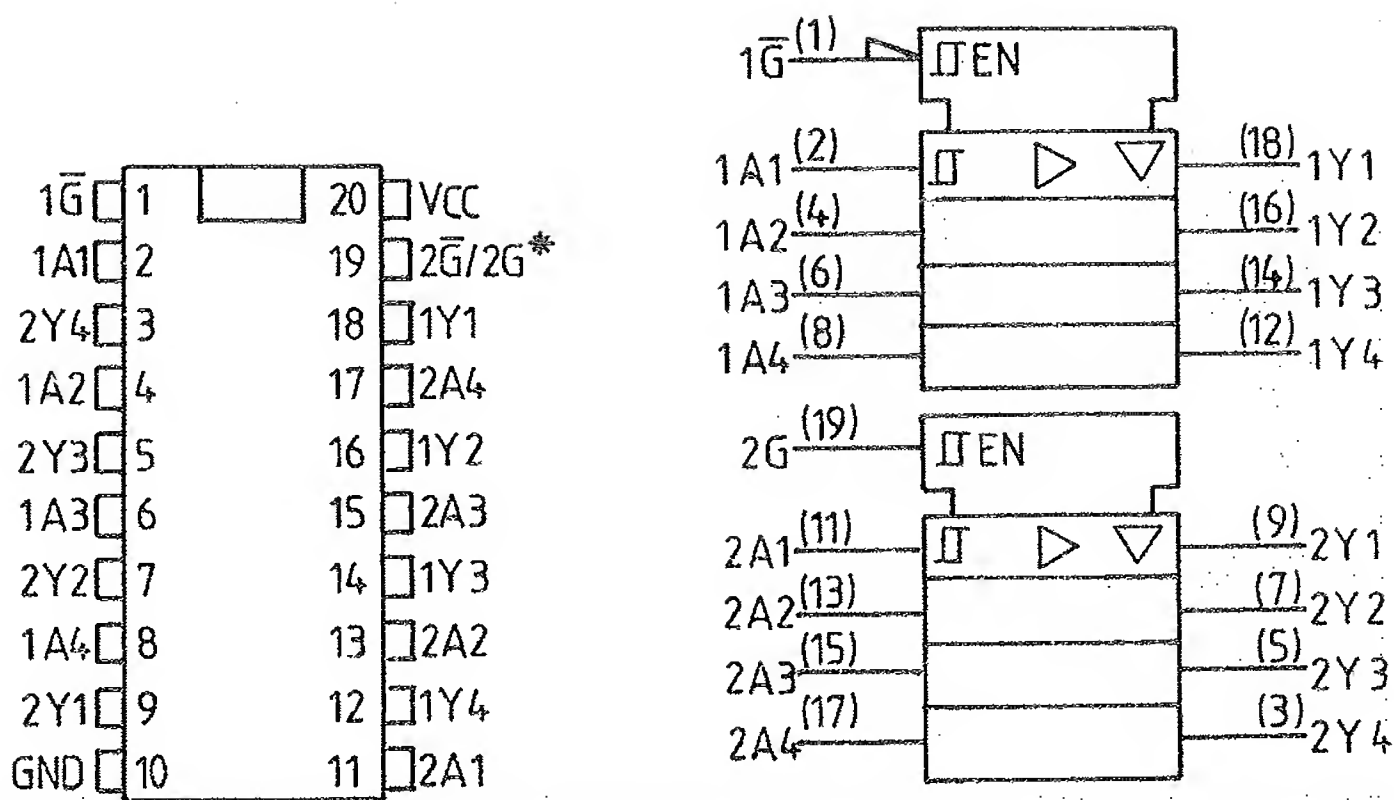 1G̅ 1 20 VCC
1A1 2 19 2G̅/2G*
2Y4 3 18 1Y1
1A2 4 17 2A4
2Y3 5 16 1Y2
1A3 6 15 2A3
2Y2 7 14 1Y3
1A4 8 13 2A2
2Y1 9 12 1Y4
GND 10 11 2A1
1G̅ (1) EN
1A1 (2) (18) 1Y1
1A2 (4) (16) 1Y2
1A3 (6) (14) 1Y3
1A4 (8) (12) 1Y4
2G (19) EN
2A1 (11) (9) 2Y1
2A2 (13) (7) 2Y2
2A3 (15) (5) 2Y3
2A4 (17) (3) 2Y4